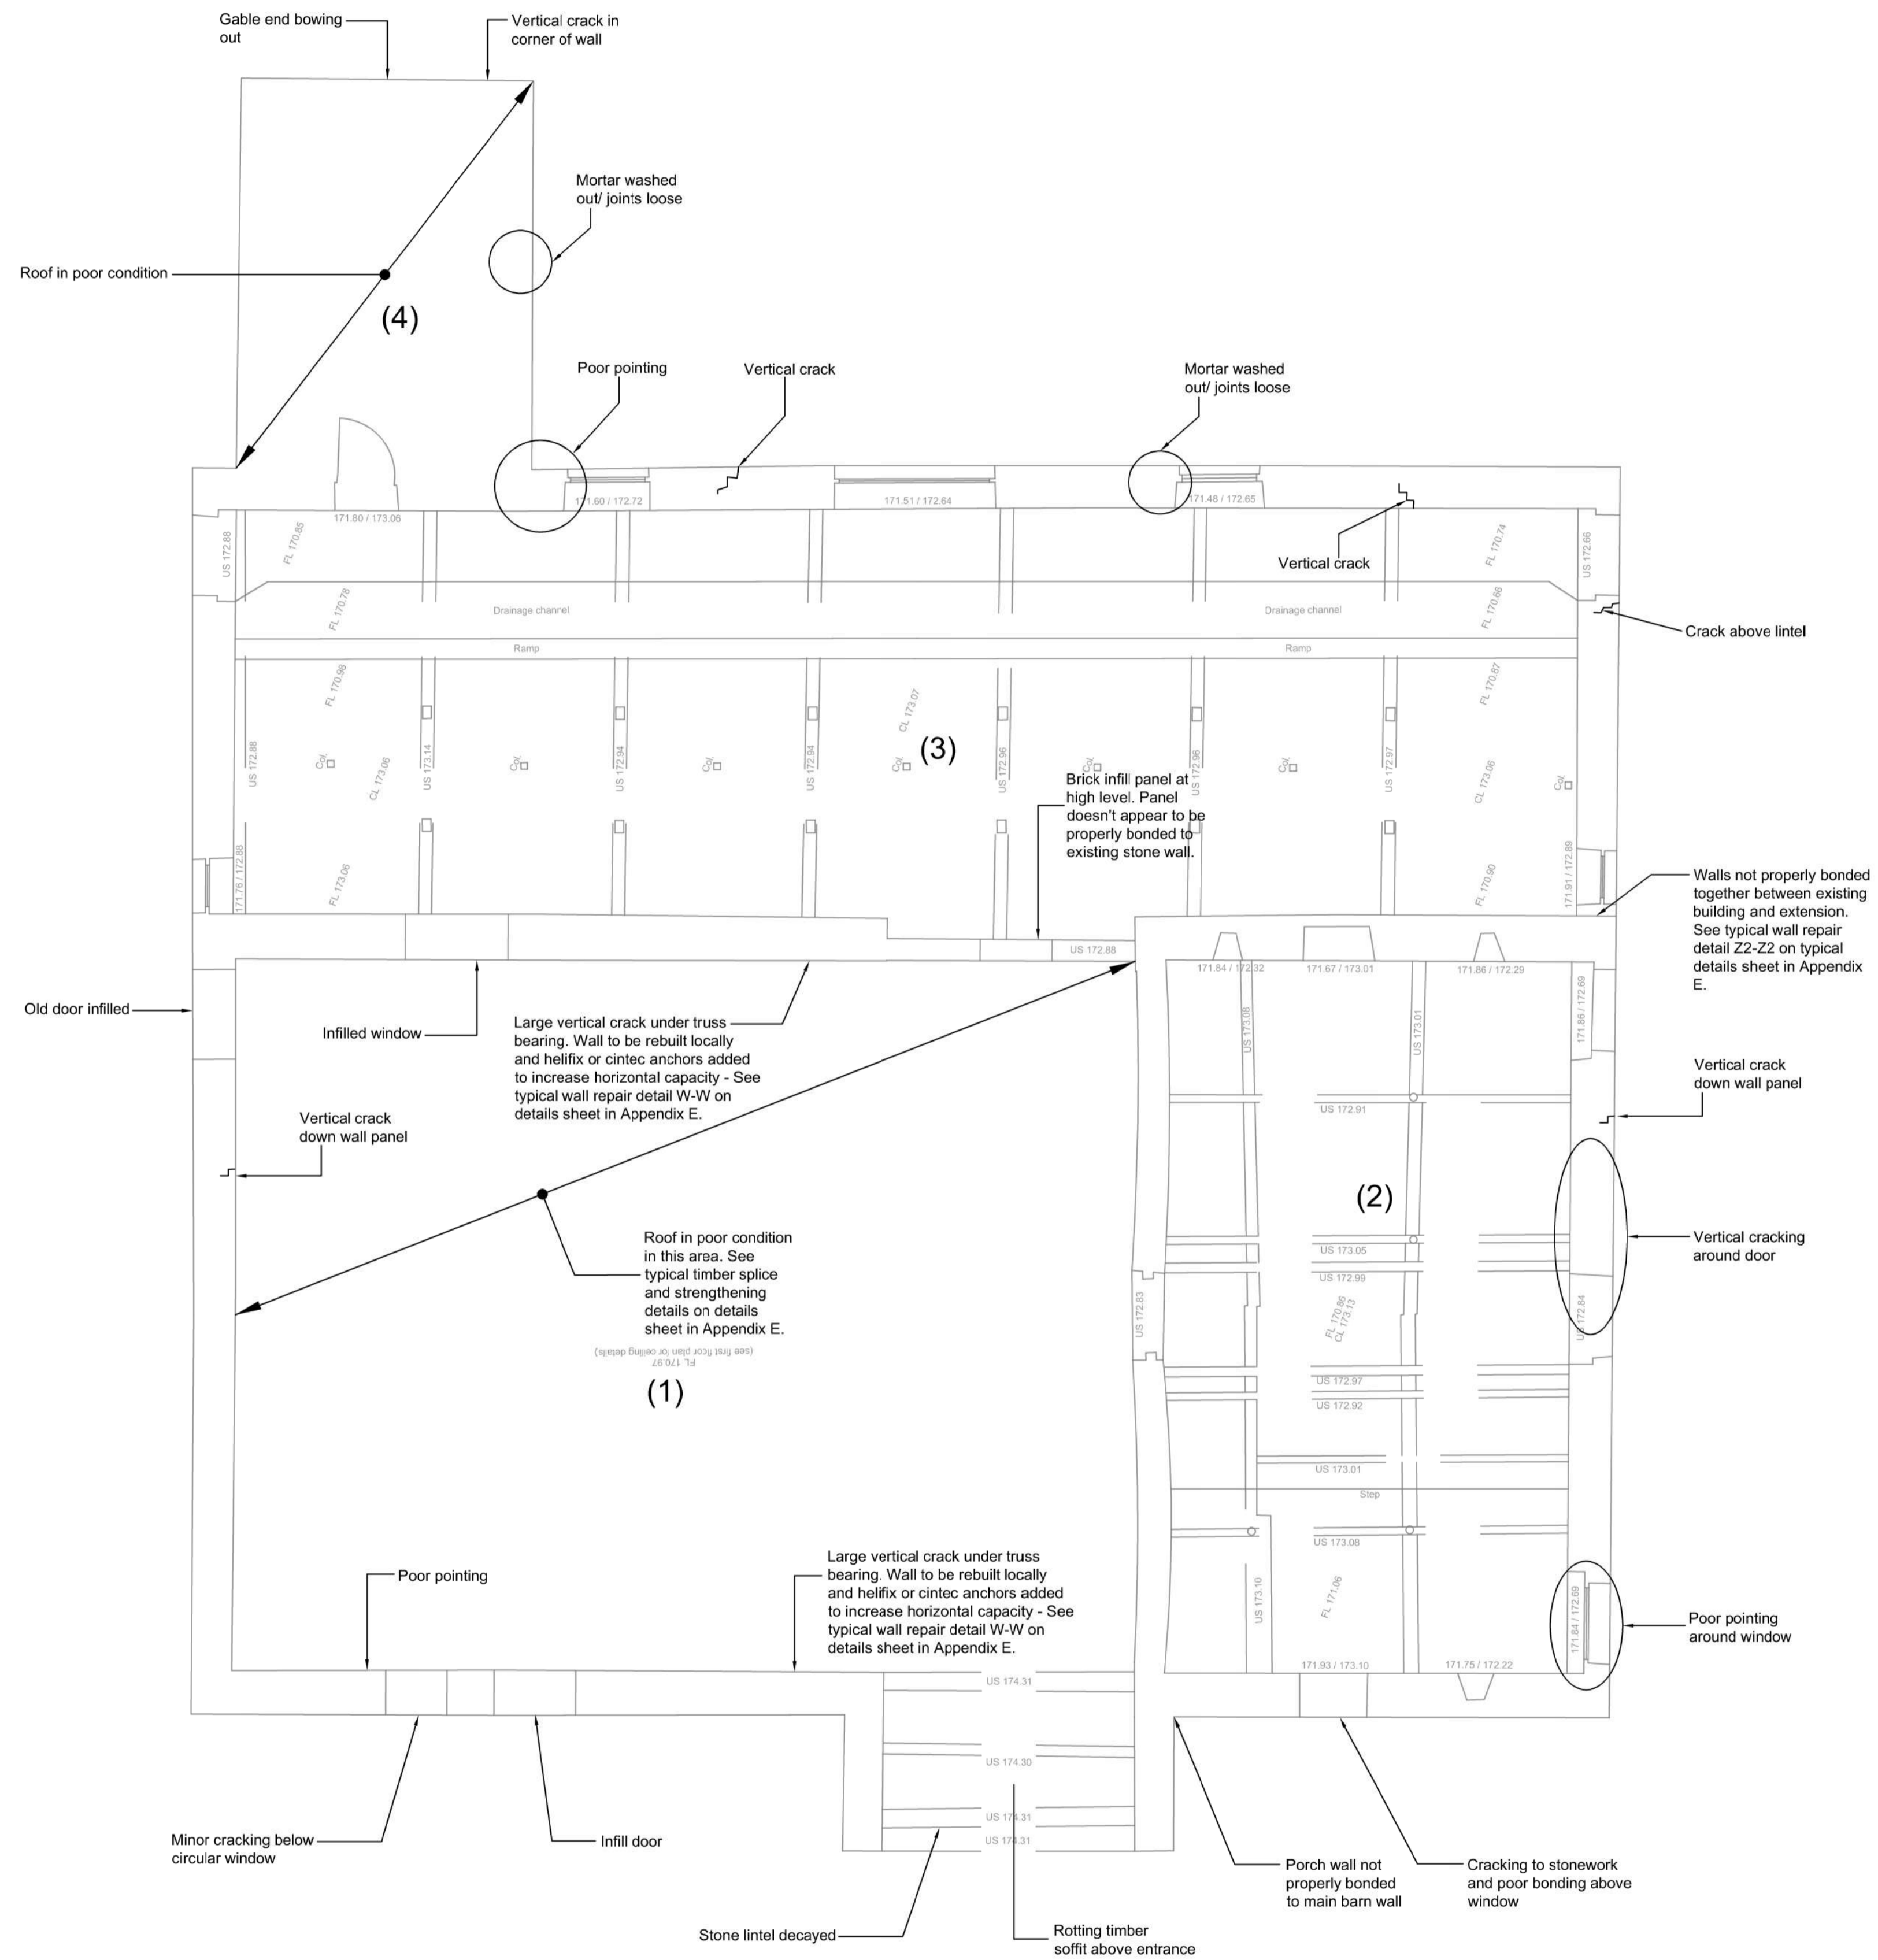 Gable end bowing
out
Vertical crack in
corner of wall
Mortar washed
out/ joints loose
Roof in poor condition
(4)
Poor pointing
Vertical crack
Mortar washed
out/ joints loose
171.60 / 172.72
171.51 / 172.64
171.48 / 172.65
171.80 / 173.06
US 172.88
FL 170.85
Vertical crack
FL 170.74
US 172.66
FL 170.78
Drainage channel
Drainage channel
FL 170.66
Crack above lintel
Ramp
Ramp
FL 170.98
CL 173.07
FL 170.87
(3)
US 172.88
Col.
CL 173.06
US 173.14
Col.
US 172.94
Col.
US 172.94
Col.
US 172.96
Col.
US 172.96
Col.
US 172.97
CL 173.06
Col.
Brick infill panel at
high level. Panel
doesn't appear to be
properly bonded to
existing stone wall.
171.76 / 172.88
FL 173.06
FL 170.90
171.91 / 172.89
Walls not properly bonded
together between existing
building and extension.
See typical wall repair
detail Z2-Z2 on typical
details sheet in Appendix
E.
US 172.88
171.84 / 172.32
171.67 / 173.01
171.86 / 172.29
Old door infilled
Infilled window
Large vertical crack under truss
bearing. Wall to be rebuilt locally
and helifix or cintec anchors added
to increase horizontal capacity - See
typical wall repair detail W-W on
details sheet in Appendix E.
US 173.08
US 173.01
171.86 / 172.69
Vertical crack
down wall panel
Vertical crack
down wall panel
US 172.91
(2)
Roof in poor condition
in this area. See
typical timber splice
and strengthening
details on details
sheet in Appendix E.
US 173.05
Vertical cracking
around door
US 172.99
US 172.83
FL 170.86
CL 173.13
US 172.84
(see first floor plan for ceiling details)
FL 170.97
(1)
US 172.97
US 172.92
US 173.01
Step
US 173.08
Poor pointing
Large vertical crack under truss
bearing. Wall to be rebuilt locally
and helifix or cintec anchors added
to increase horizontal capacity - See
typical wall repair detail W-W on
details sheet in Appendix E.
US 173.10
FL 171.06
171.84 / 172.69
Poor pointing
around window
171.93 / 173.10
171.75 / 172.22
US 174.31
US 174.30
US 174.31
US 174.31
Minor cracking below
circular window
Infill door
Porch wall not
properly bonded
to main barn wall
Cracking to stonework
and poor bonding above
window
Stone lintel decayed
Rotting timber
soffit above entrance